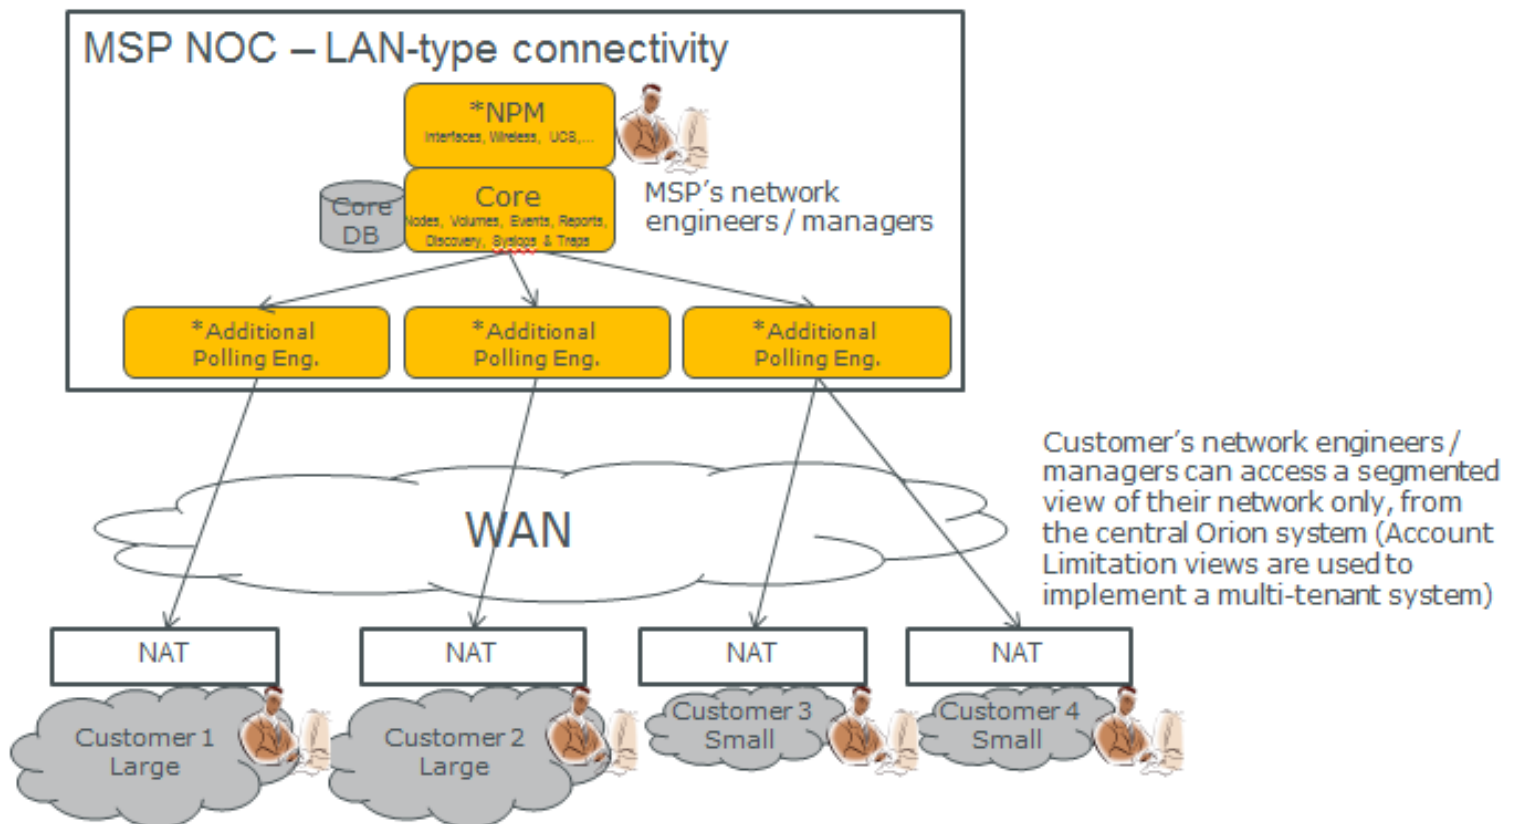 MSP NOC – LAN-type connectivity
*NPM
Interfaces, Wireless, UCS,...
Core
DB
Core
Nodes, Volumes, Events, Reports,
Discovery, Syslogs & Traps
MSP's network
engineers / managers
*Additional
Polling Eng.
*Additional
Polling Eng.
*Additional
Polling Eng.
WAN
Customer's network engineers /
managers can access a segmented
view of their network only, from
the central Orion system (Account
Limitation views are used to
implement a multi-tenant system)
NAT
NAT
NAT
NAT
Customer 1
Large
Customer 2
Large
Customer 3
Small
Customer 4
Small